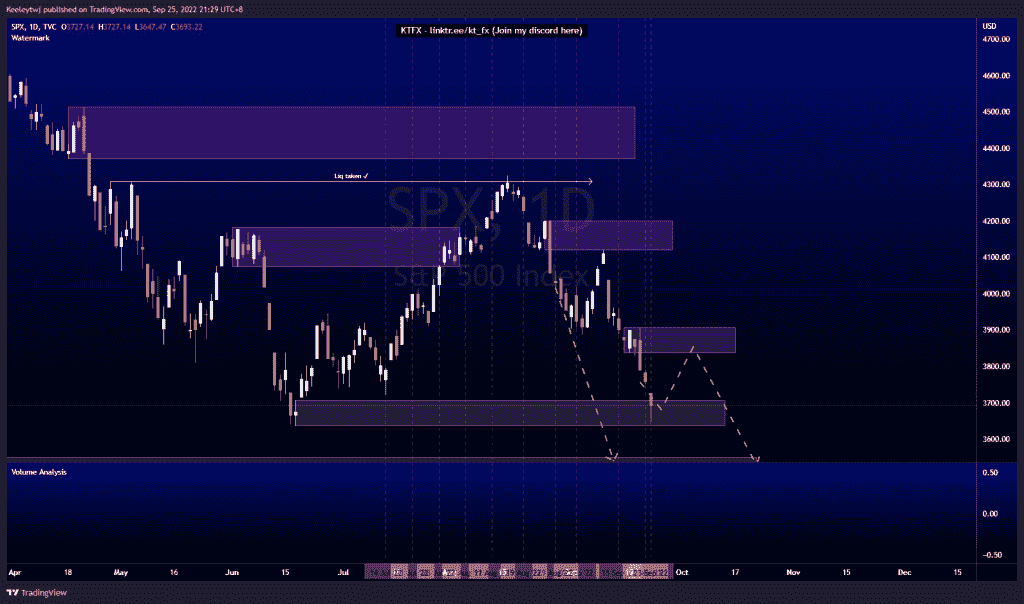 Keeleytwj published on TradingView.com, Sep 25, 2022 21:29 UTC+8
SPX, 1D, TVC O3727.14 H3727.14 L3647.47 C3693.22
Watermark
KTFX - linktr.ee/kt_fx (Join my discord here)
USD
4700.00
4600.00
4500.00
4400.00
4300.00
4200.00
4100.00
4000.00
3900.00
3800.00
3700.00
3600.00
Liq taken ✓
SPX, 1D
S&P 500 Index
Volume Analysis
0.50
0.00
-0.50
Apr 18 May 16 Jun 15 Jul Oct 17 Nov 15 Dec 15
TradingView